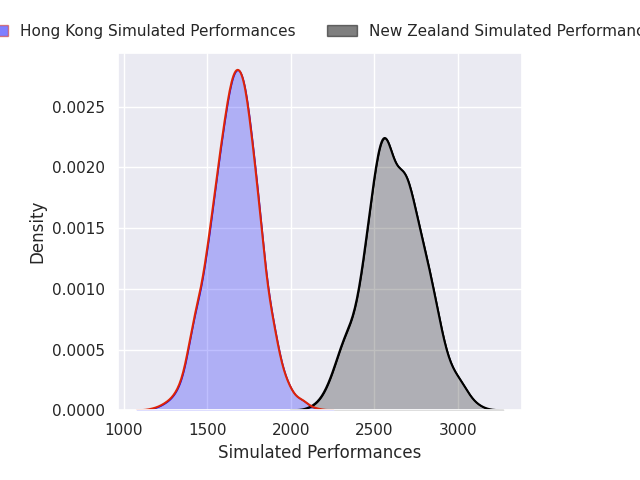 Hong Kong Simulated Performances
New Zealand Simulated
0.0025
0.0020
0.0015
0.0010
0.0005
0.0000
Density
1000 1500 2000 2500 3000
Simulated Performances